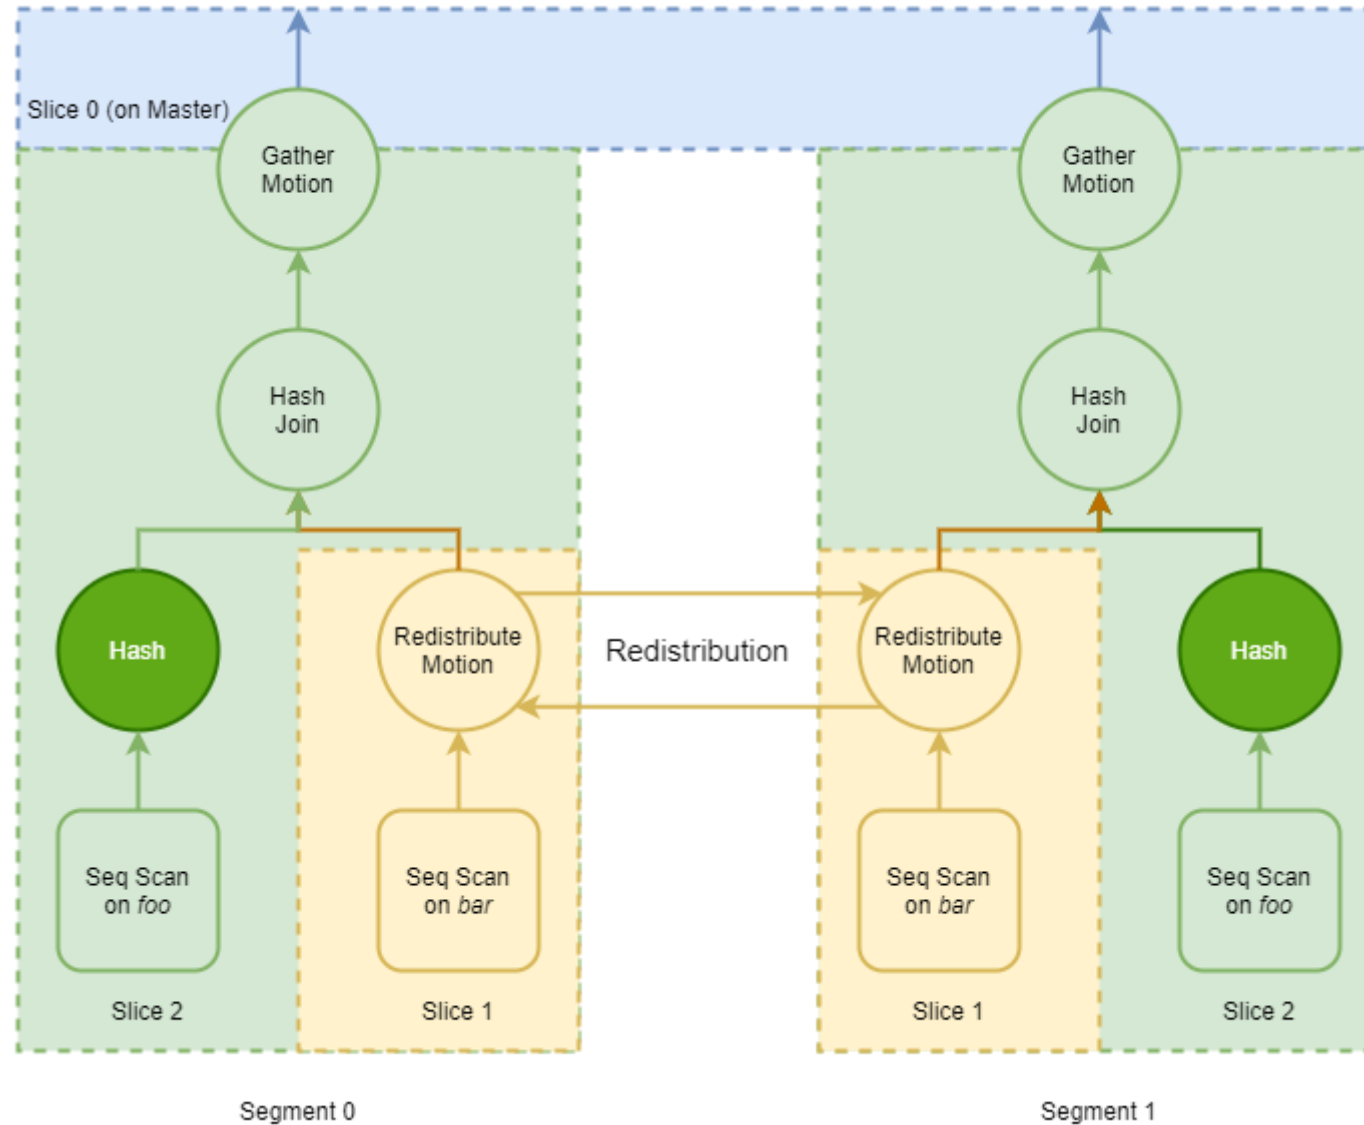 Slice 0 (on Master)
Gather
Motion
Gather
Motion
Hash
Join
Hash
Join
Hash
Redistribute
Motion
Redistribution
Redistribute
Motion
Hash
Seq Scan
on foo
Seq Scan
on bar
Seq Scan
on bar
Seq Scan
on foo
Slice 2
Slice 1
Slice 1
Slice 2
Segment 0
Segment 1